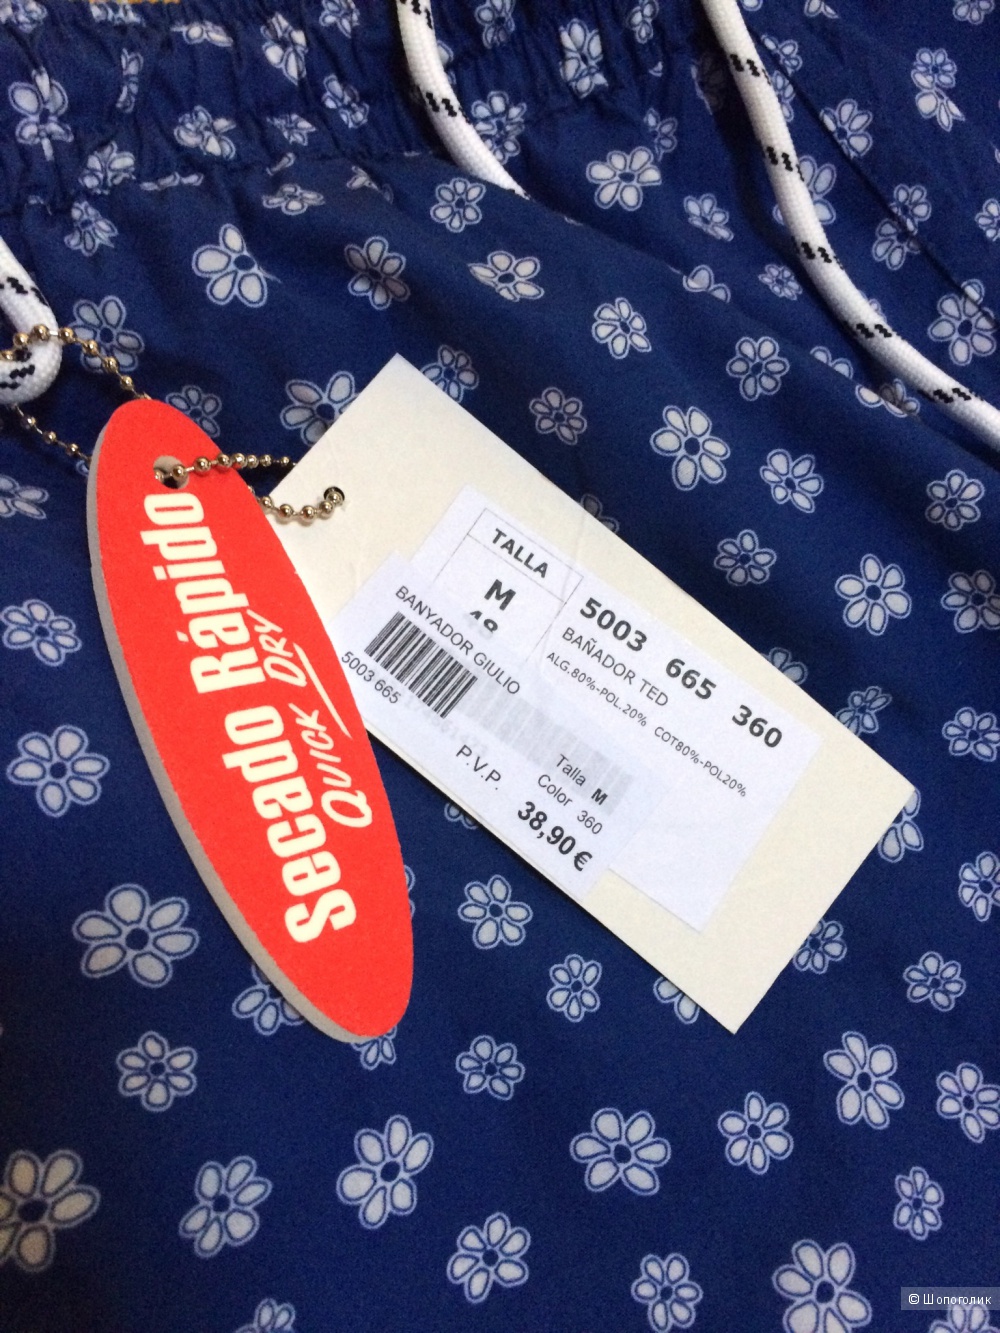 Secado Rápido
QUICK DRY
TALLA
M
48
5003 665 360
BAÑADOR TED
ALG.80%-POL.20% COT80%-POL20%
BANYADOR GIULIO
5003 665
Talla M
Color 360
P.V.P. 38,90€
© Шопоголик